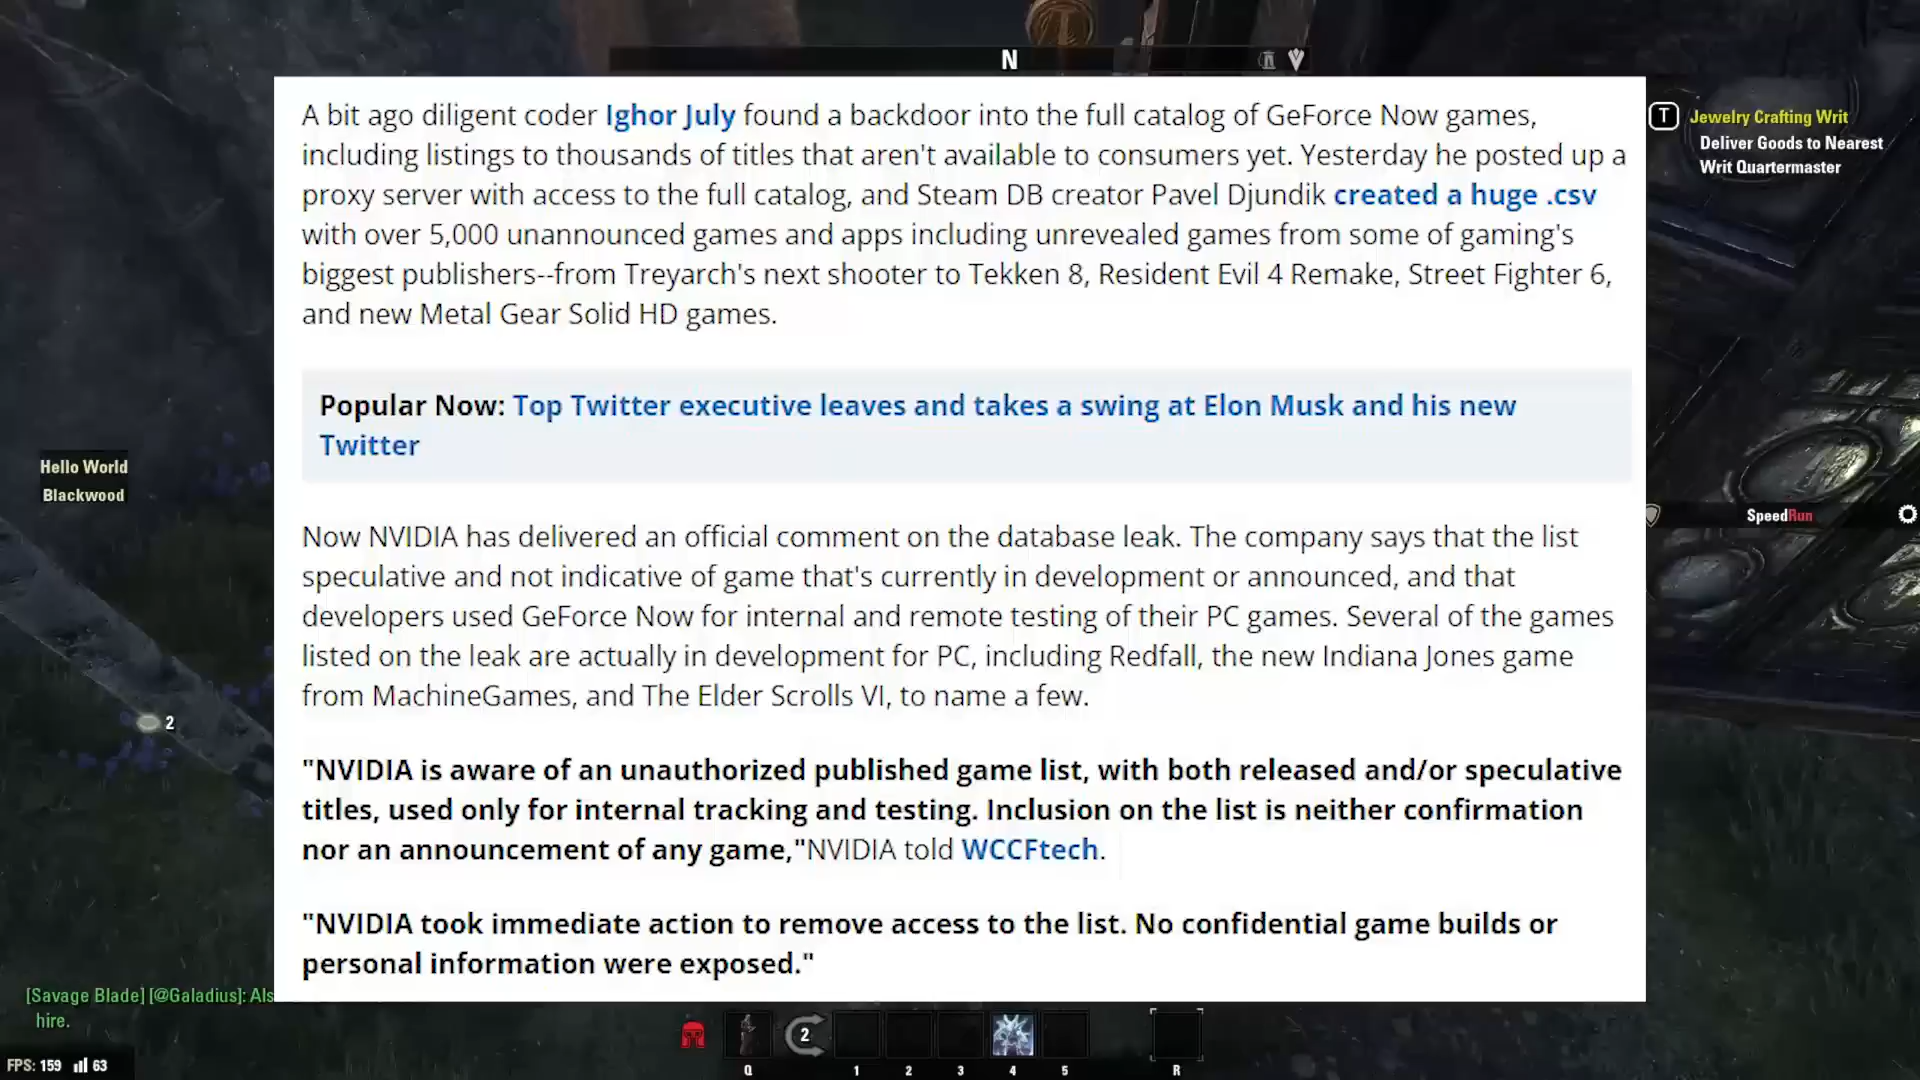 N
A bit ago diligent coder Ighor July found a backdoor into the full catalog of GeForce Now games,
including listings to thousands of titles that aren't available to consumers yet. Yesterday he posted up a
proxy server with access to the full catalog, and Steam DB creator Pavel Djundik created a huge .csv
with over 5,000 unannounced games and apps including unrevealed games from some of gaming's
biggest publishers--from Treyarch's next shooter to Tekken 8, Resident Evil 4 Remake, Street Fighter 6,
and new Metal Gear Solid HD games.
Popular Now: Top Twitter executive leaves and takes a swing at Elon Musk and his new
Twitter
Now NVIDIA has delivered an official comment on the database leak. The company says that the list
speculative and not indicative of game that's currently in development or announced, and that
developers used GeForce Now for internal and remote testing of their PC games. Several of the games
listed on the leak are actually in development for PC, including Redfall, the new Indiana Jones game
from MachineGames, and The Elder Scrolls VI, to name a few.
"NVIDIA is aware of an unauthorized published game list, with both released and/or speculative
titles, used only for internal tracking and testing. Inclusion on the list is neither confirmation
nor an announcement of any game,"NVIDIA told WCCFtech.
"NVIDIA took immediate action to remove access to the list. No confidential game builds or
personal information were exposed."
T Jewelry Crafting Writ
Deliver Goods to Nearest
Writ Quartermaster
SpeedRun
Hello World
Blackwood
2
[Savage Blade] [@Galadius]: Als
hire.
FPS: 159 63
2
Q 1 2 3 4 5 R